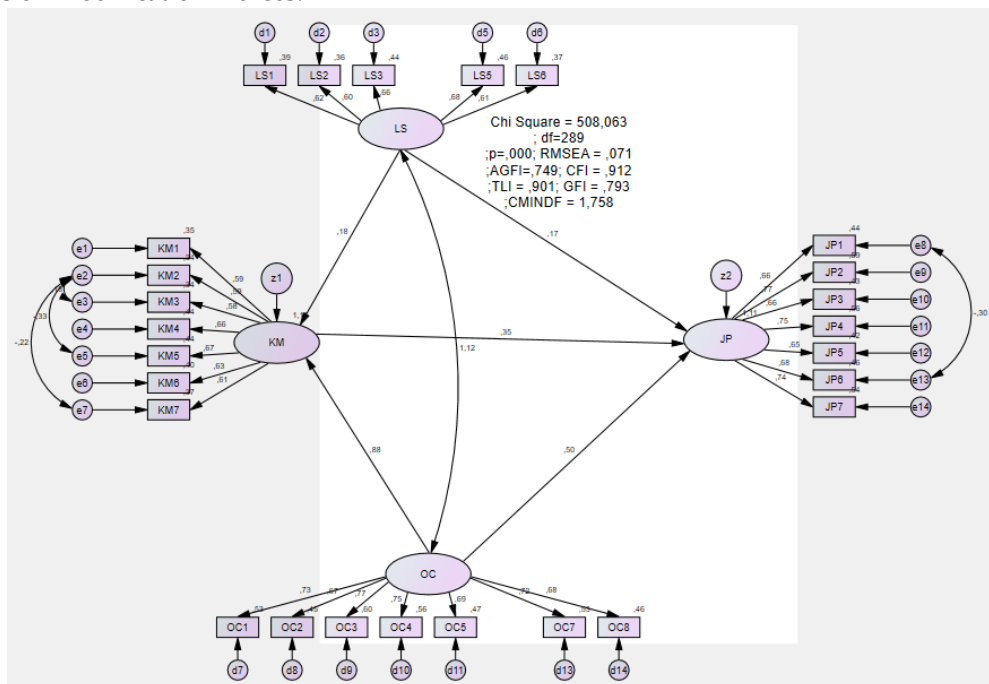 d1 d2 d3 d5 d6
,39 ,36 ,44 ,46 ,37
LS1 LS2 LS3 LS5 LS6
,62 ,60 ,66 ,68 ,61
LS
Chi Square = 508,063
; df=289
;p=,000; RMSEA = ,071
;AGFI=,749; CFI = ,912
;TLI = ,901; GFI = ,793
;CMINDF = 1,758
,18 ,17
,35
e1 KM1
e2 KM2
e3 KM3
e4 KM4
e5 KM5
e6 KM6
e7 KM7
,59
,58
,66
,67
,63
,61
-,33
-,22
z1
KM
,35
1,12
z2
JP
1,11
,44
JP1 e8
JP2 e9
JP3 e10
JP4 e11
JP5 e12
JP6 e13
JP7 e14
,66
,77
,66
,75
,65
,68
,74
-,30
,88 ,50
OC
,73 ,67 ,77 ,75 ,69 ,72 ,68
,60 ,56 ,47 ,46
OC1 OC2 OC3 OC4 OC5 OC7 OC8
d7 d8 d9 d10 d11 d13 d14